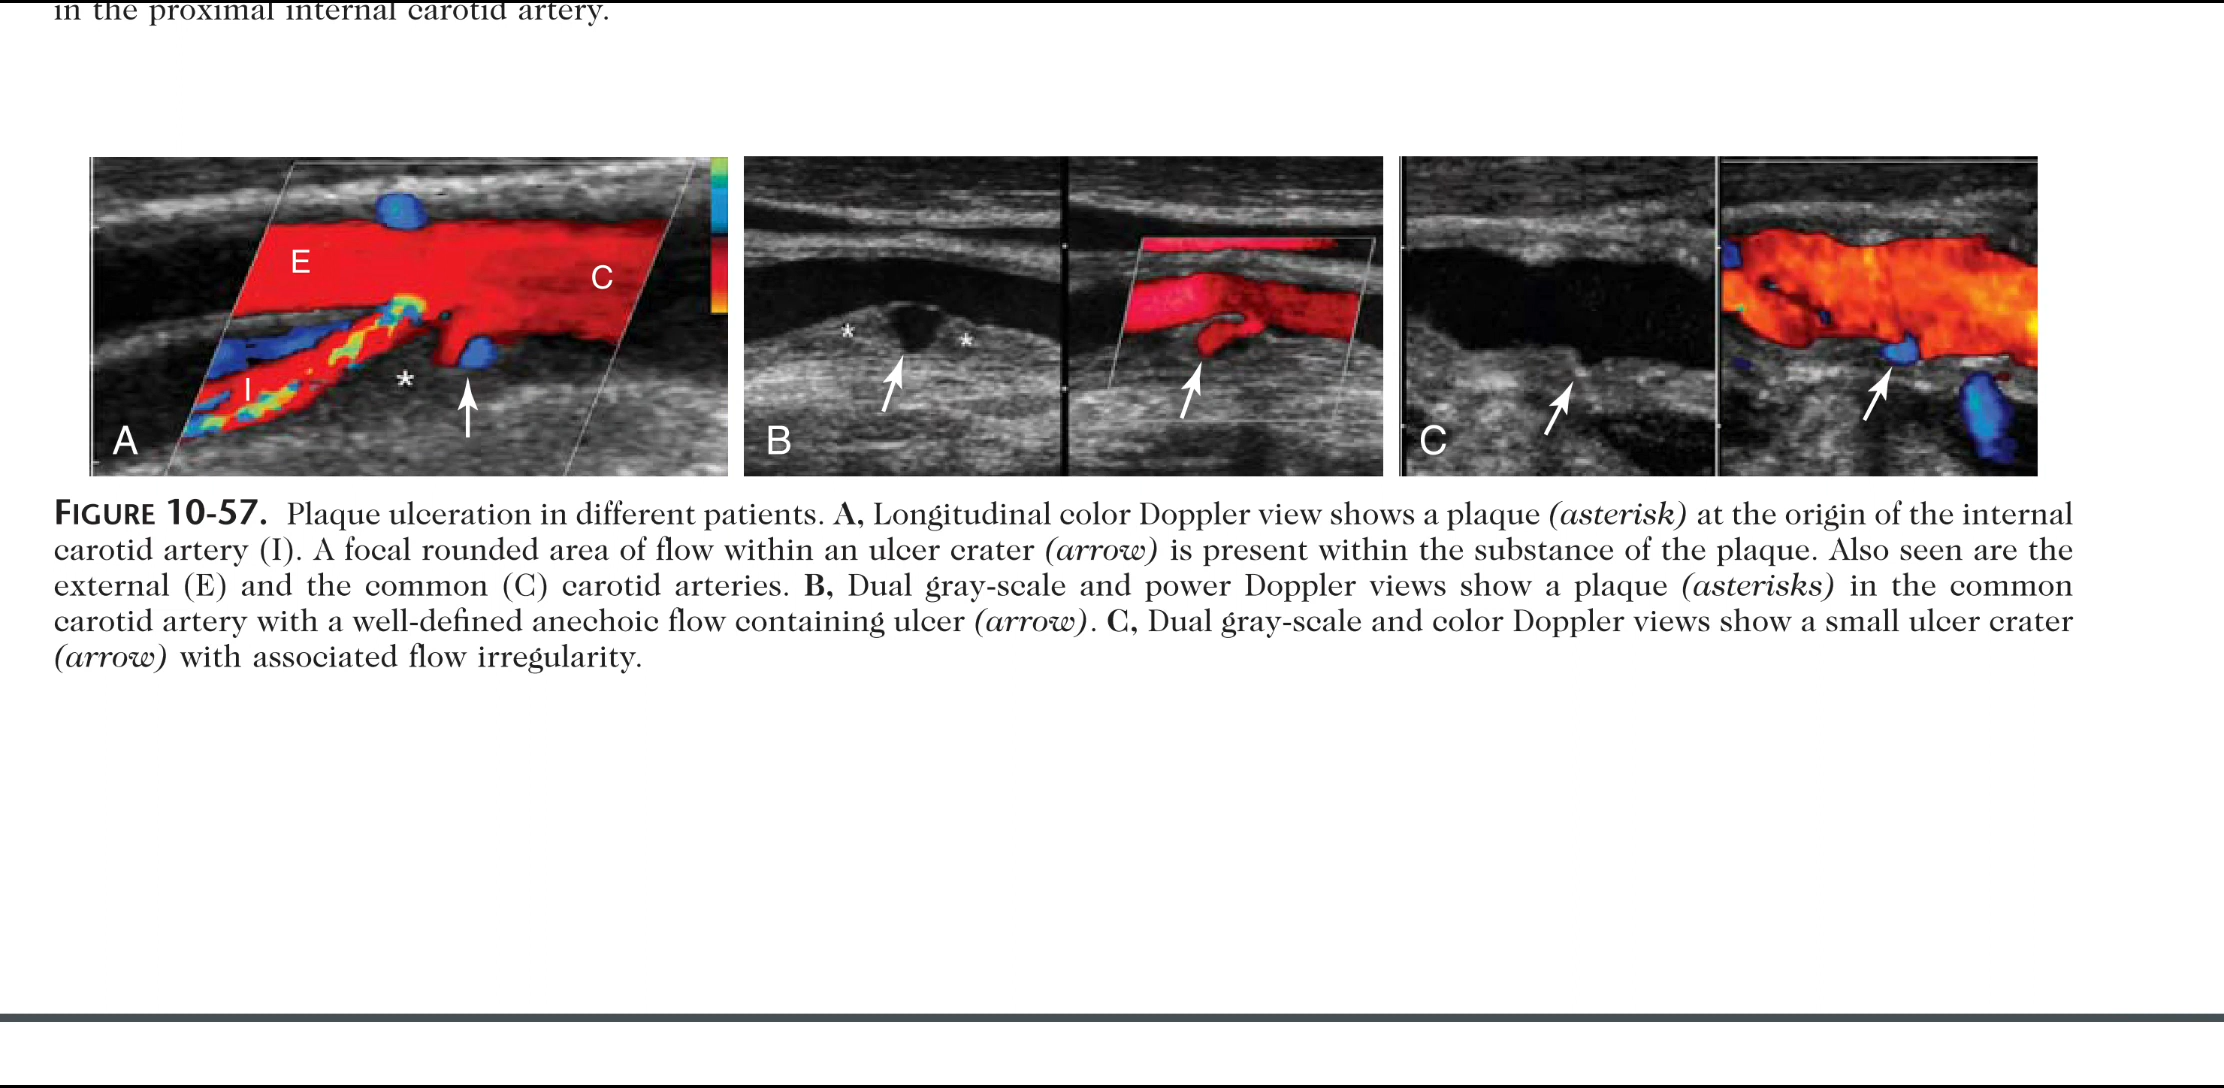 in the proximal internal carotid artery.
E
C
I
*
A
*
*
B
C
FIGURE 10-57. Plaque ulceration in different patients. A, Longitudinal color Doppler view shows a plaque (asterisk) at the origin of the internal
carotid artery (I). A focal rounded area of flow within an ulcer crater (arrow) is present within the substance of the plaque. Also seen are the
external (E) and the common (C) carotid arteries. B, Dual gray-scale and power Doppler views show a plaque (asterisks) in the common
carotid artery with a well-defined anechoic flow containing ulcer (arrow). C, Dual gray-scale and color Doppler views show a small ulcer crater
(arrow) with associated flow irregularity.